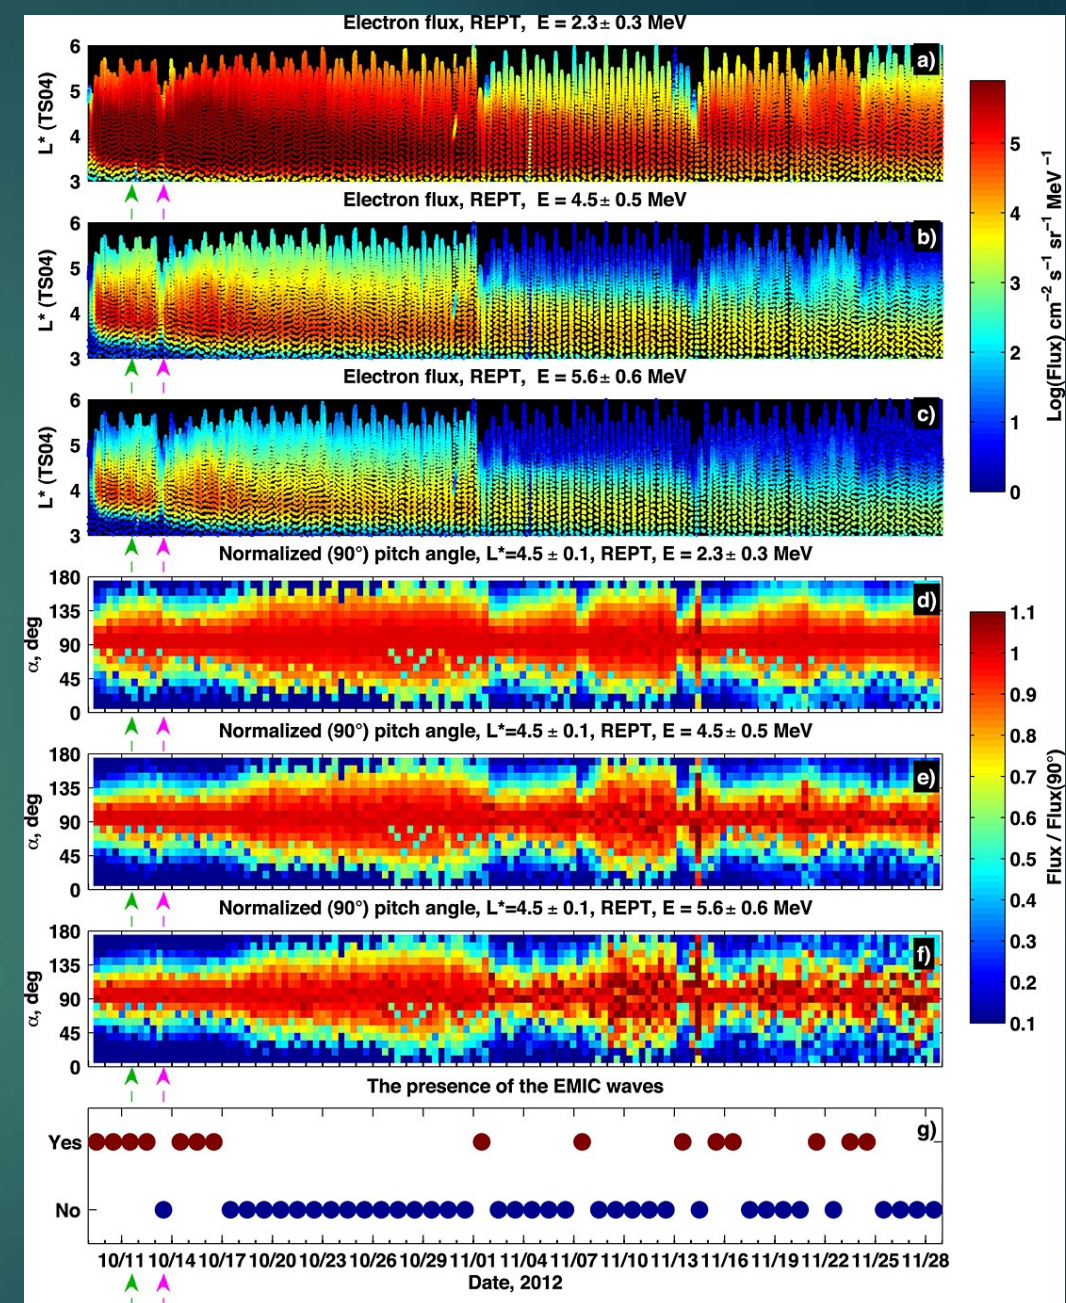 Electron flux, REPT, E = 2.3± 0.3 MeV
6
5
4
3
L* (TS04)
a)
Electron flux, REPT, E = 4.5± 0.5 MeV
6
5
4
3
L* (TS04)
b)
Electron flux, REPT, E = 5.6± 0.6 MeV
6
5
4
3
L* (TS04)
c)
5
4
3
2
1
0
Log(Flux) cm⁻² s⁻¹ sr⁻¹ MeV⁻¹
Normalized (90°) pitch angle, L*=4.5 ± 0.1, REPT, E = 2.3± 0.3 MeV
180
135
90
45
0
α, deg
d)
Normalized (90°) pitch angle, L*=4.5 ± 0.1, REPT, E = 4.5± 0.5 MeV
180
135
90
45
0
α, deg
e)
Normalized (90°) pitch angle, L*=4.5 ± 0.1, REPT, E = 5.6± 0.6 MeV
180
135
90
45
0
α, deg
f)
1.1
1
0.9
0.8
0.7
0.6
0.5
0.4
0.3
0.2
0.1
Flux / Flux(90°)
The presence of the EMIC waves
g)
Yes
No
10/11 10/14 10/17 10/20 10/23 10/26 10/29 11/01 11/04 11/07 11/10 11/13 11/16 11/19 11/22 11/25 11/28
Date, 2012